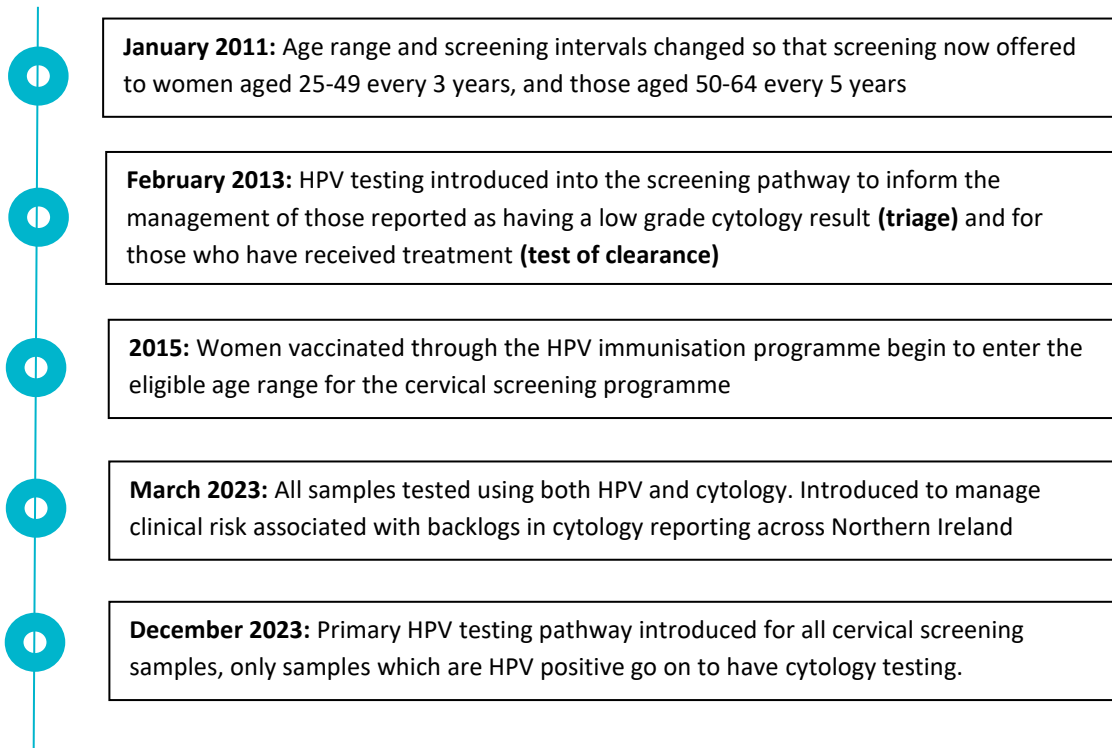 January 2011: Age range and screening intervals changed so that screening now offered
to women aged 25-49 every 3 years, and those aged 50-64 every 5 years
February 2013: HPV testing introduced into the screening pathway to inform the
management of those reported as having a low grade cytology result (triage) and for
those who have received treatment (test of clearance)
2015: Women vaccinated through the HPV immunisation programme begin to enter the
eligible age range for the cervical screening programme
March 2023: All samples tested using both HPV and cytology. Introduced to manage
clinical risk associated with backlogs in cytology reporting across Northern Ireland
December 2023: Primary HPV testing pathway introduced for all cervical screening
samples, only samples which are HPV positive go on to have cytology testing.